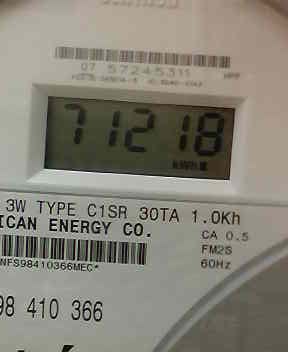 07 57245311
71218
kWh
3W TYPE C1SR 30TA 1.0Kh
ICAN ENERGY CO.
CA 0.5
FM2S
60Hz
NFS98410366MEC*
98 410 366